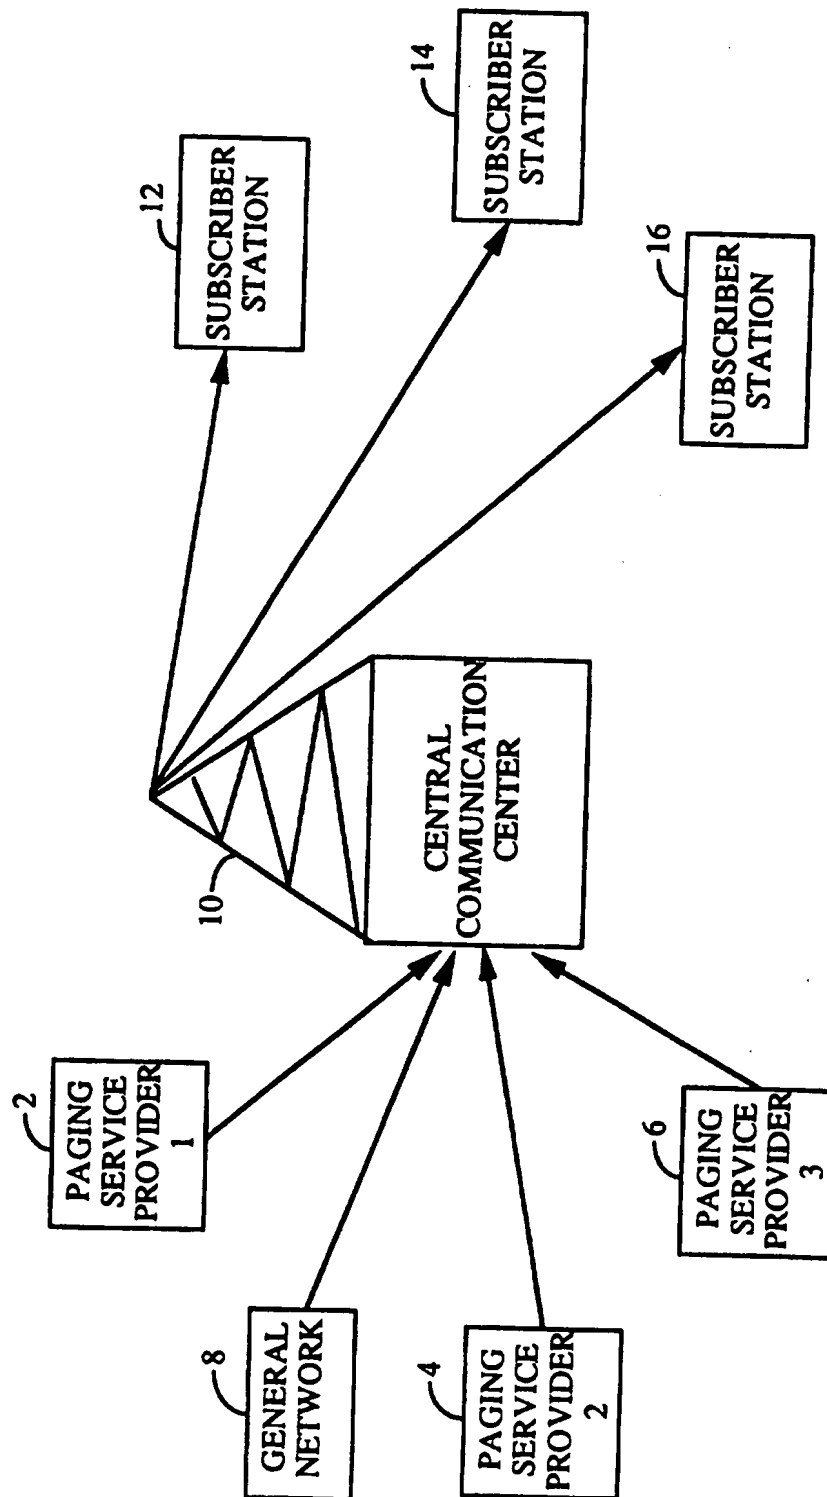 2
PAGING
SERVICE
PROVIDER
1
8
GENERAL
NETWORK
4
PAGING
SERVICE
PROVIDER
2
6
PAGING
SERVICE
PROVIDER
3
10
CENTRAL
COMMUNICATION
CENTER
12
SUBSCRIBER
STATION
14
SUBSCRIBER
STATION
16
SUBSCRIBER
STATION